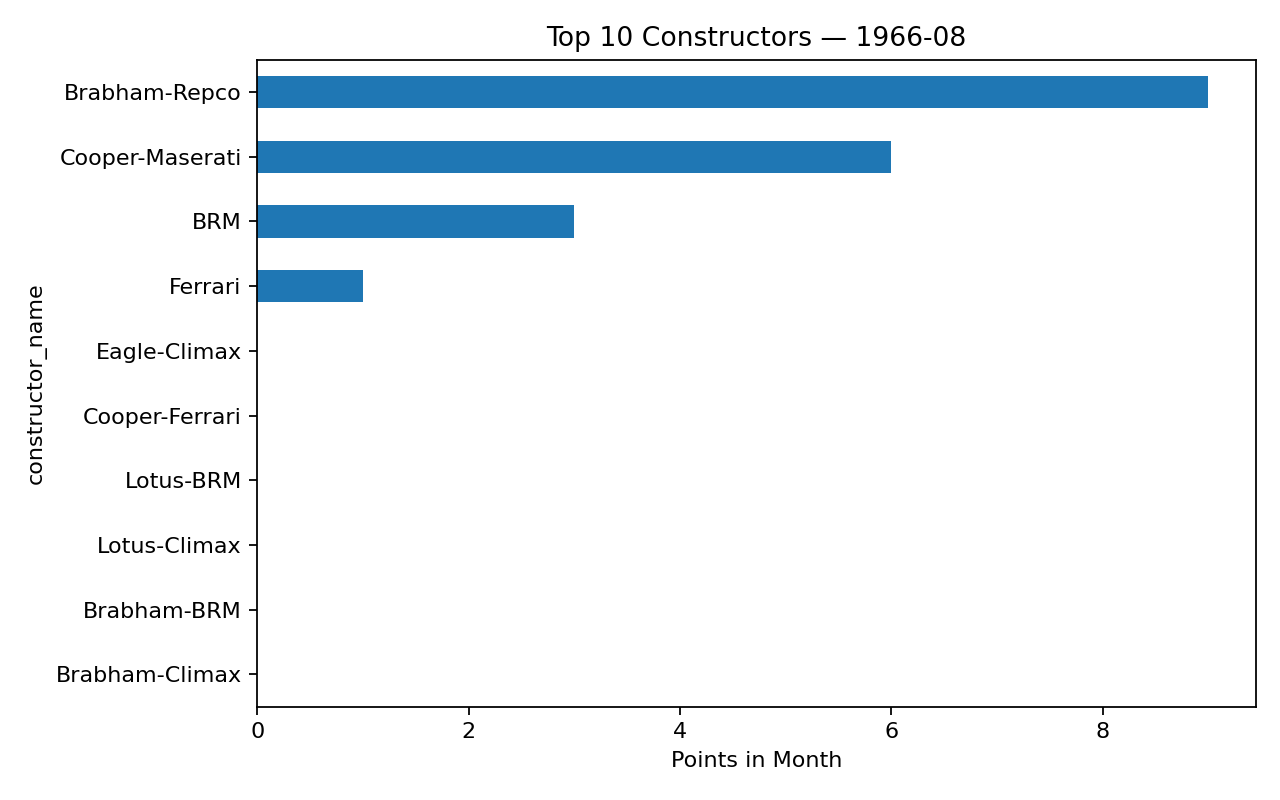 Top 10 Constructors — 1966-08
constructor_name
Brabham-Repco
Cooper-Maserati
BRM
Ferrari
Eagle-Climax
Cooper-Ferrari
Lotus-BRM
Lotus-Climax
Brabham-BRM
Brabham-Climax
0 2 4 6 8
Points in Month